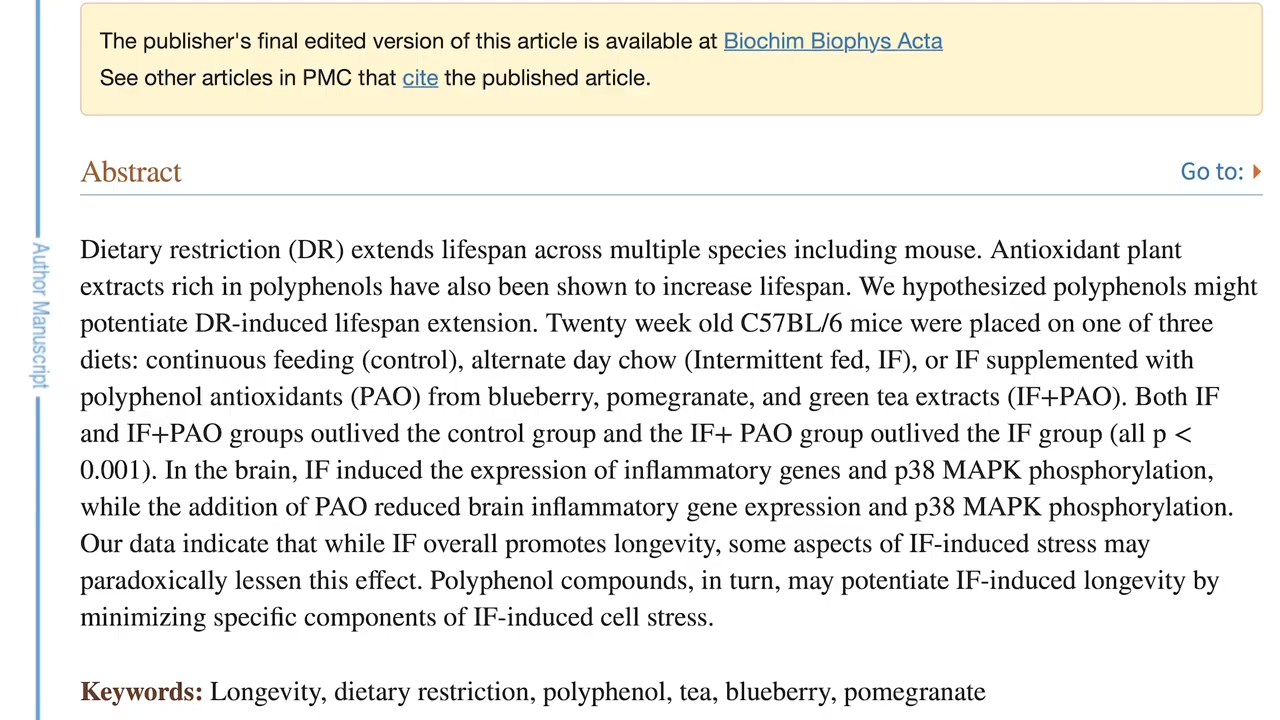 The publisher's final edited version of this article is available at Biochim Biophys Acta
See other articles in PMC that cite the published article.
Abstract
Go to:
Author Manuscript
Dietary restriction (DR) extends lifespan across multiple species including mouse. Antioxidant plant
extracts rich in polyphenols have also been shown to increase lifespan. We hypothesized polyphenols might
potentiate DR-induced lifespan extension. Twenty week old C57BL/6 mice were placed on one of three
diets: continuous feeding (control), alternate day chow (Intermittent fed, IF), or IF supplemented with
polyphenol antioxidants (PAO) from blueberry, pomegranate, and green tea extracts (IF+PAO). Both IF
and IF+PAO groups outlived the control group and the IF+ PAO group outlived the IF group (all p <
0.001). In the brain, IF induced the expression of inflammatory genes and p38 MAPK phosphorylation,
while the addition of PAO reduced brain inflammatory gene expression and p38 MAPK phosphorylation.
Our data indicate that while IF overall promotes longevity, some aspects of IF-induced stress may
paradoxically lessen this effect. Polyphenol compounds, in turn, may potentiate IF-induced longevity by
minimizing specific components of IF-induced cell stress.
Keywords: Longevity, dietary restriction, polyphenol, tea, blueberry, pomegranate